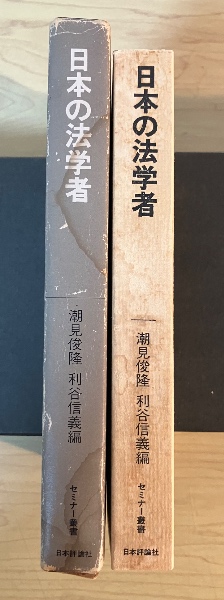 日本の法学者
潮見俊隆 利谷信義編
セミナー叢書
日本評論社
日本の法学者
潮見俊隆 利谷信義編
セミナー叢書
日本評論社